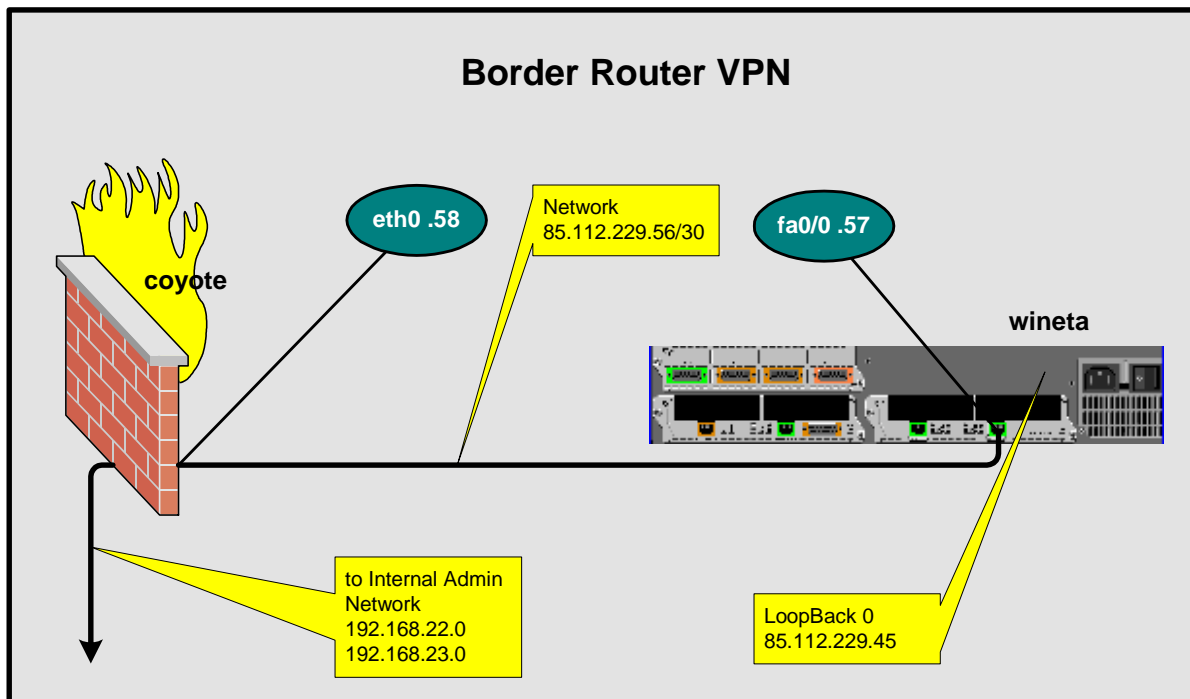 Border Router VPN
eth0 .58
Network
85.112.229.56/30
fa0/0 .57
coyote
wineta
to Internal Admin
Network
192.168.22.0
192.168.23.0
LoopBack 0
85.112.229.45